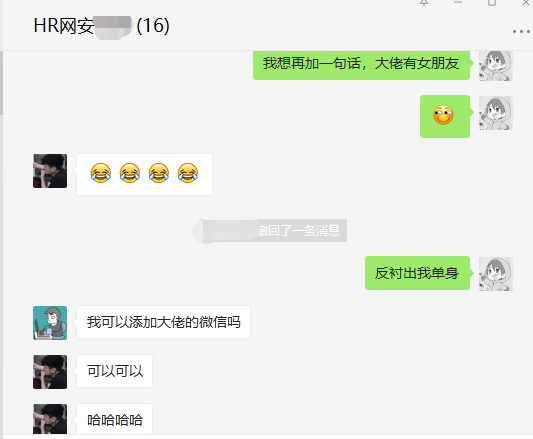 HR网安 (16)
我想再加一句话，大佬有女朋友
撤回了一条消息
反衬出我单身
我可以添加大佬的微信吗
可以可以
哈哈哈哈